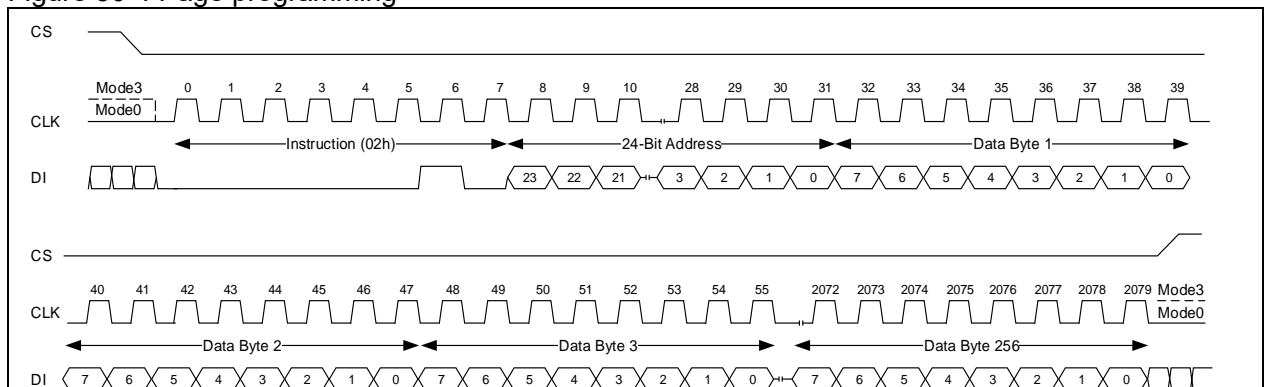 CS
Mode3 0 1 2 3 4 5 6 7 8 9 10 28 29 30 31 32 33 34 35 36 37 38 39
Mode0
CLK
Instruction (02h) 24-Bit Address Data Byte 1
DI 23 22 21 3 2 1 0 7 6 5 4 3 2 1 0
CS
40 41 42 43 44 45 46 47 48 49 50 51 52 53 54 55 2072 2073 2074 2075 2076 2077 2078 2079 Mode3
CLK Mode0
Data Byte 2 Data Byte 3 Data Byte 256
DI 7 6 5 4 3 2 1 0 7 6 5 4 3 2 1 0 7 6 5 4 3 2 1 0